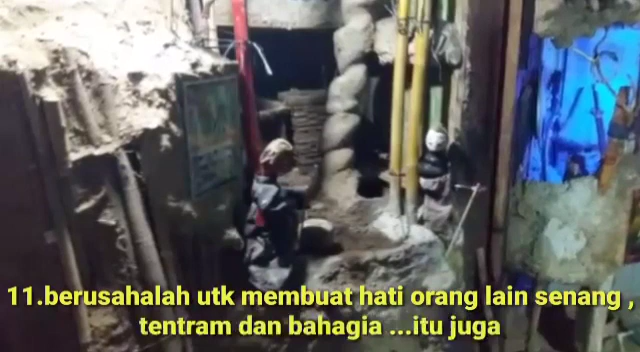 11.berusahalah utk membuat hati orang lain senang ,
tentram dan bahagia ...itu juga